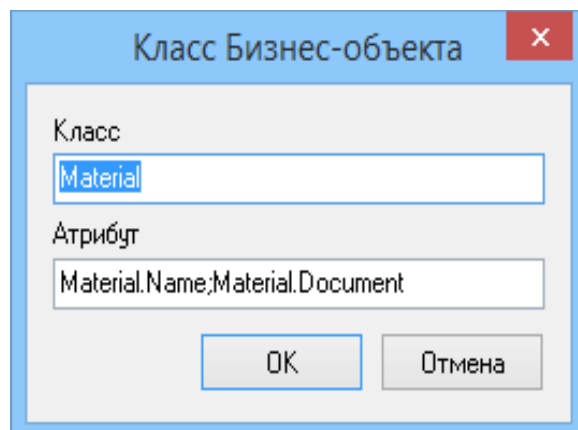 Класс Бизнес-объекта
Класс
Material
Атрибут
Material.Name;Material.Document
OK
Отмена